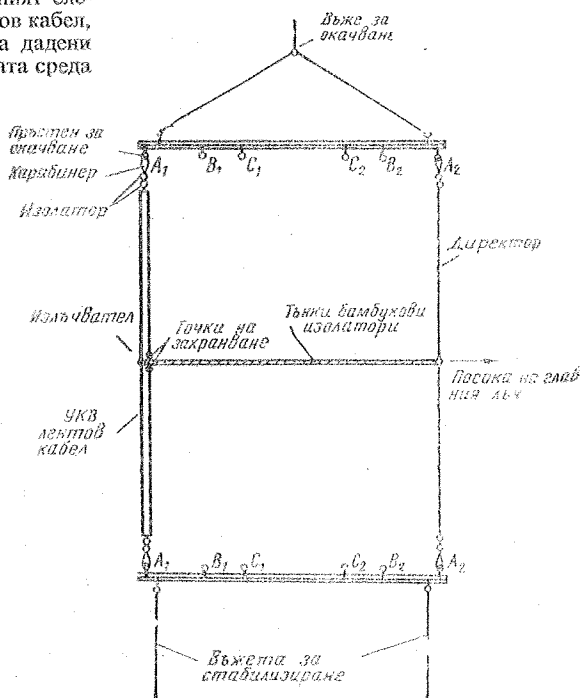 ов кабел,
а дадени
ата среда
Въже за
окачване
Пръстен за
окачване
Карабинер
Изолатор
A₁
B₁
C₁
C₂
B₂
A₂
Директор
Излъчвател
Точки на
захранване
Тънки бамбукови
изолатори
Посока на глав
ния лъч
УКВ
лентов
кабел
A₁
B₁
C₁
C₂
B₂
A₂
Въжета за
стабилизиране